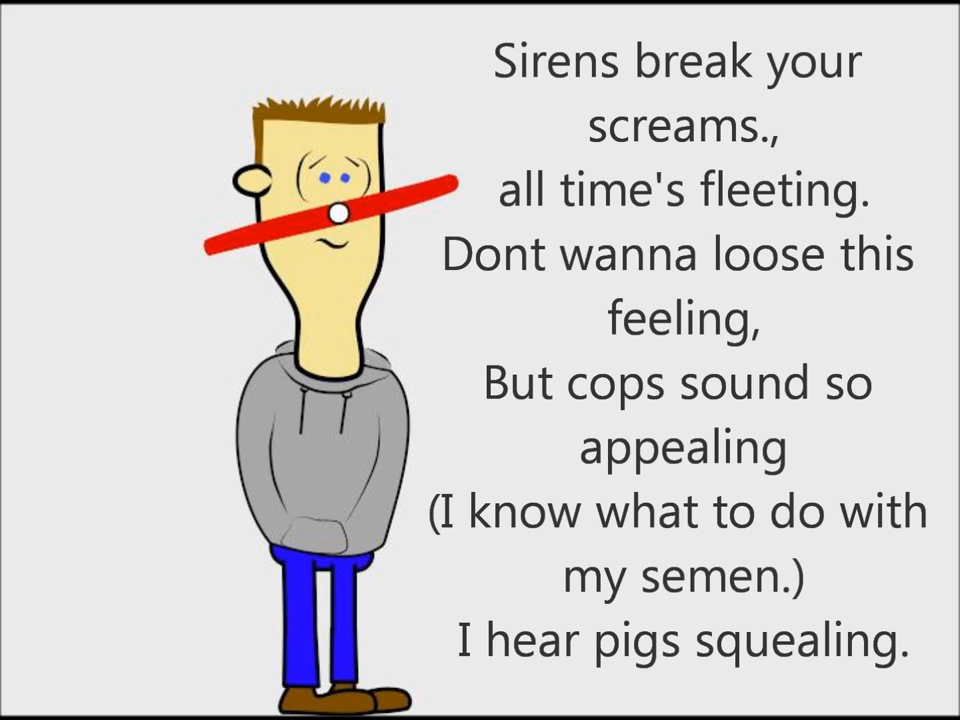 Sirens break your
screams.,
all time's fleeting.
Dont wanna loose this
feeling,
But cops sound so
appealing
(I know what to do with
my semen.)
I hear pigs squealing.